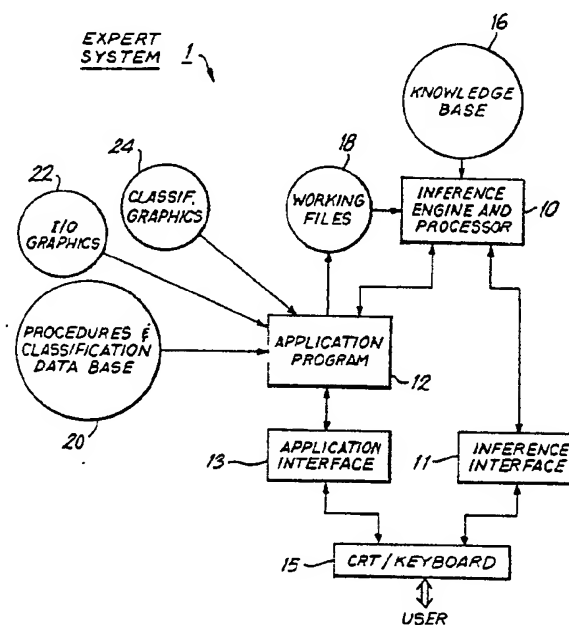 EXPERT
SYSTEM 1
16
KNOWLEDGE
BASE
24
CLASSIF.
GRAPHICS
18
WORKING
FILES
INFERENCE
ENGINE AND
PROCESSOR
10
22
I/O
GRAPHICS
PROCEDURES &
CLASSIFICATION
DATA BASE
20
APPLICATION
PROGRAM
12
13
APPLICATION
INTERFACE
11
INFERENCE
INTERFACE
15
CRT/KEYBOARD
USER